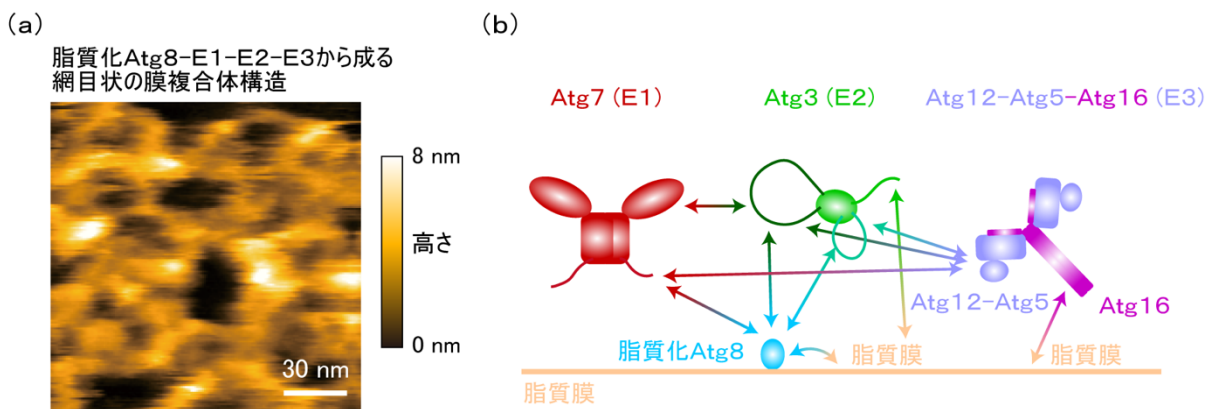 (a)
脂質化Atg8-E1-E2-E3から成る
網目状の膜複合体構造
8 nm
高さ
0 nm
30 nm
(b)
Atg7 (E1)
Atg3 (E2)
Atg12-Atg5-Atg16 (E3)
Atg12-Atg5
Atg16
脂質化Atg8
脂質膜
脂質膜
脂質膜